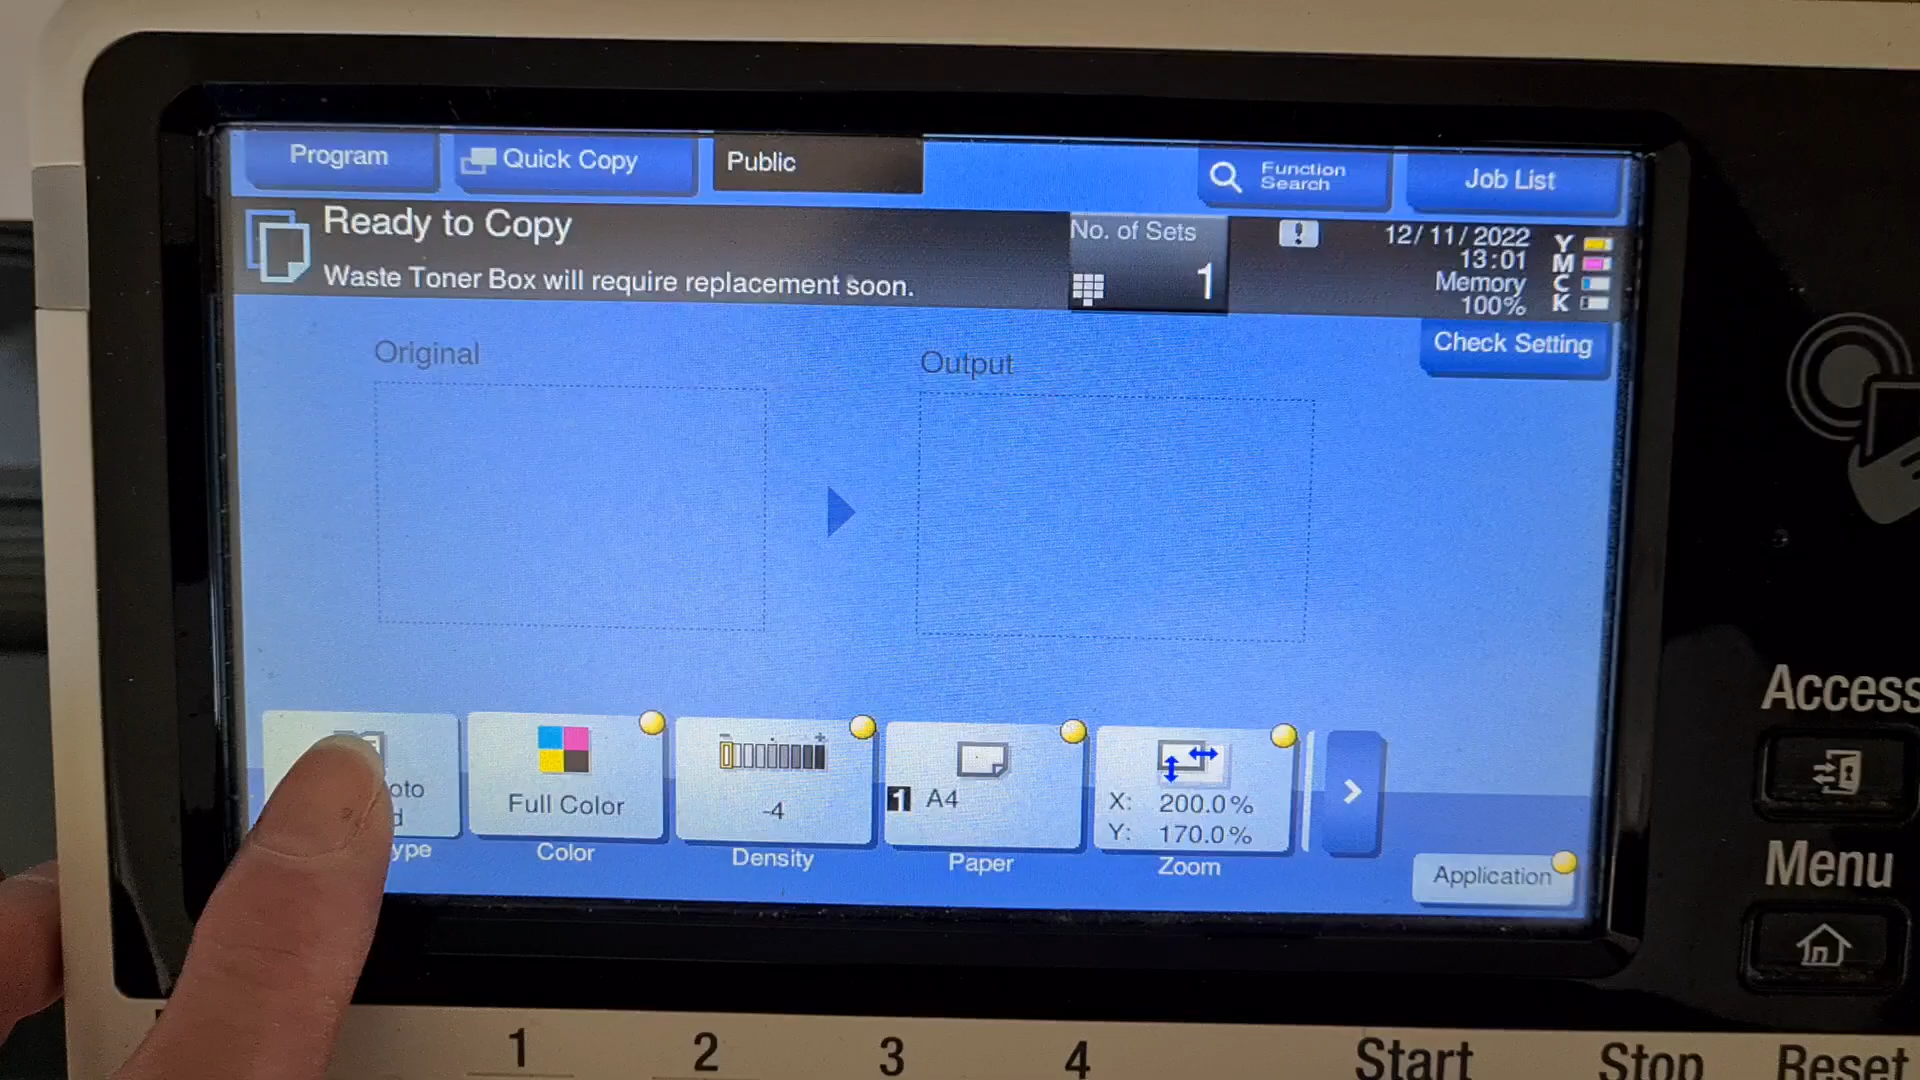 Program
Quick Copy
Public
Function
Search
Job List
Ready to Copy
Waste Toner Box will require replacement soon.
No. of Sets
1
12/11/2022
13:01
Memory
100%
Y
M
C
K
Check Setting
Original
Output
Full Color
-4
1 A4
X: 200.0%
Y: 170.0%
Color
Density
Paper
Zoom
Application
Access
Menu
1
2
3
4
Start
Stop
Reset